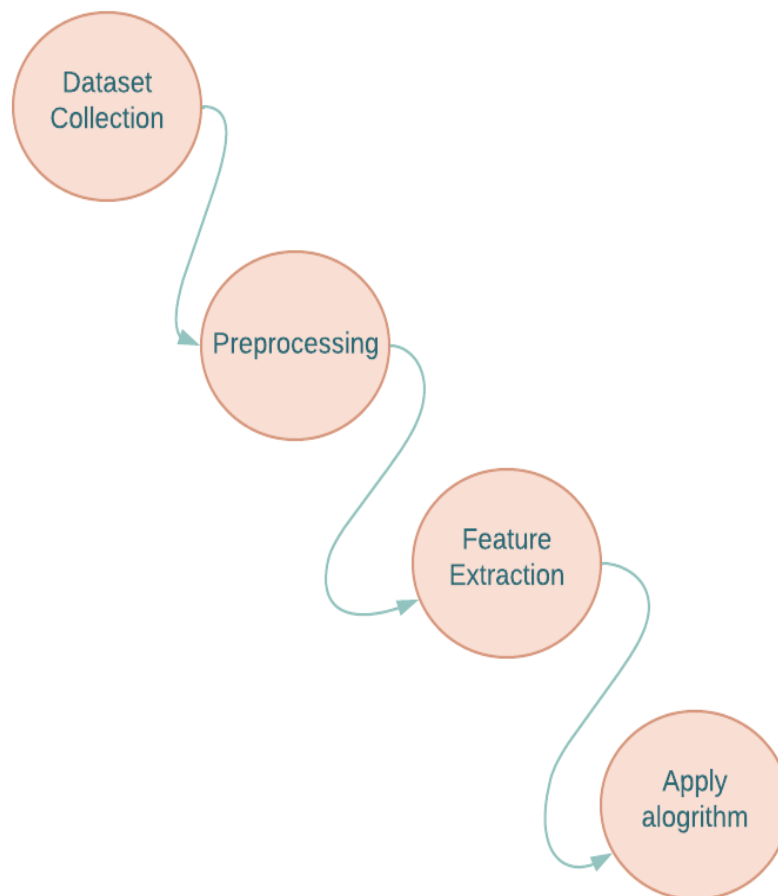 Dataset
Collection
Preprocessing
Feature
Extraction
Apply
alogrithm